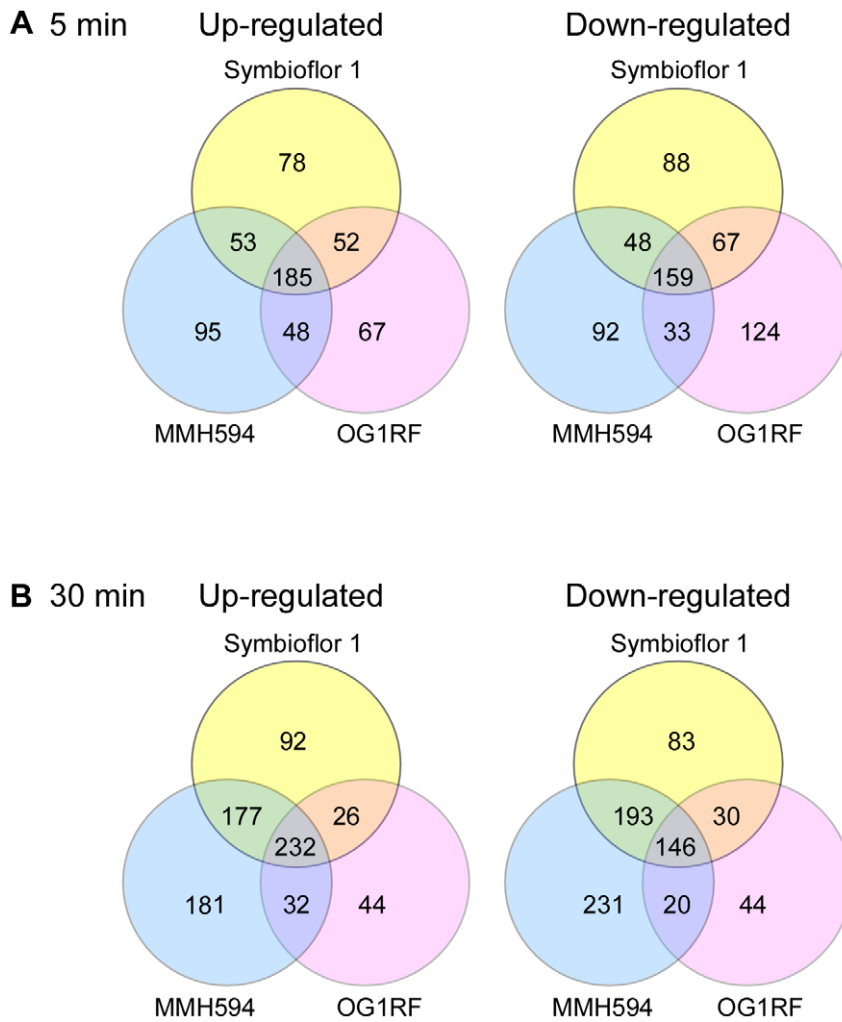 A 5 min Up-regulated Down-regulated
Symbioflor 1 Symbioflor 1
78 88
53 52 48 67
185 159
95 48 67 92 33 124
MMH594 OG1RF MMH594 OG1RF
B 30 min Up-regulated Down-regulated
Symbioflor 1 Symbioflor 1
92 83
177 26 193 30
232 146
181 32 44 231 20 44
MMH594 OG1RF MMH594 OG1RF